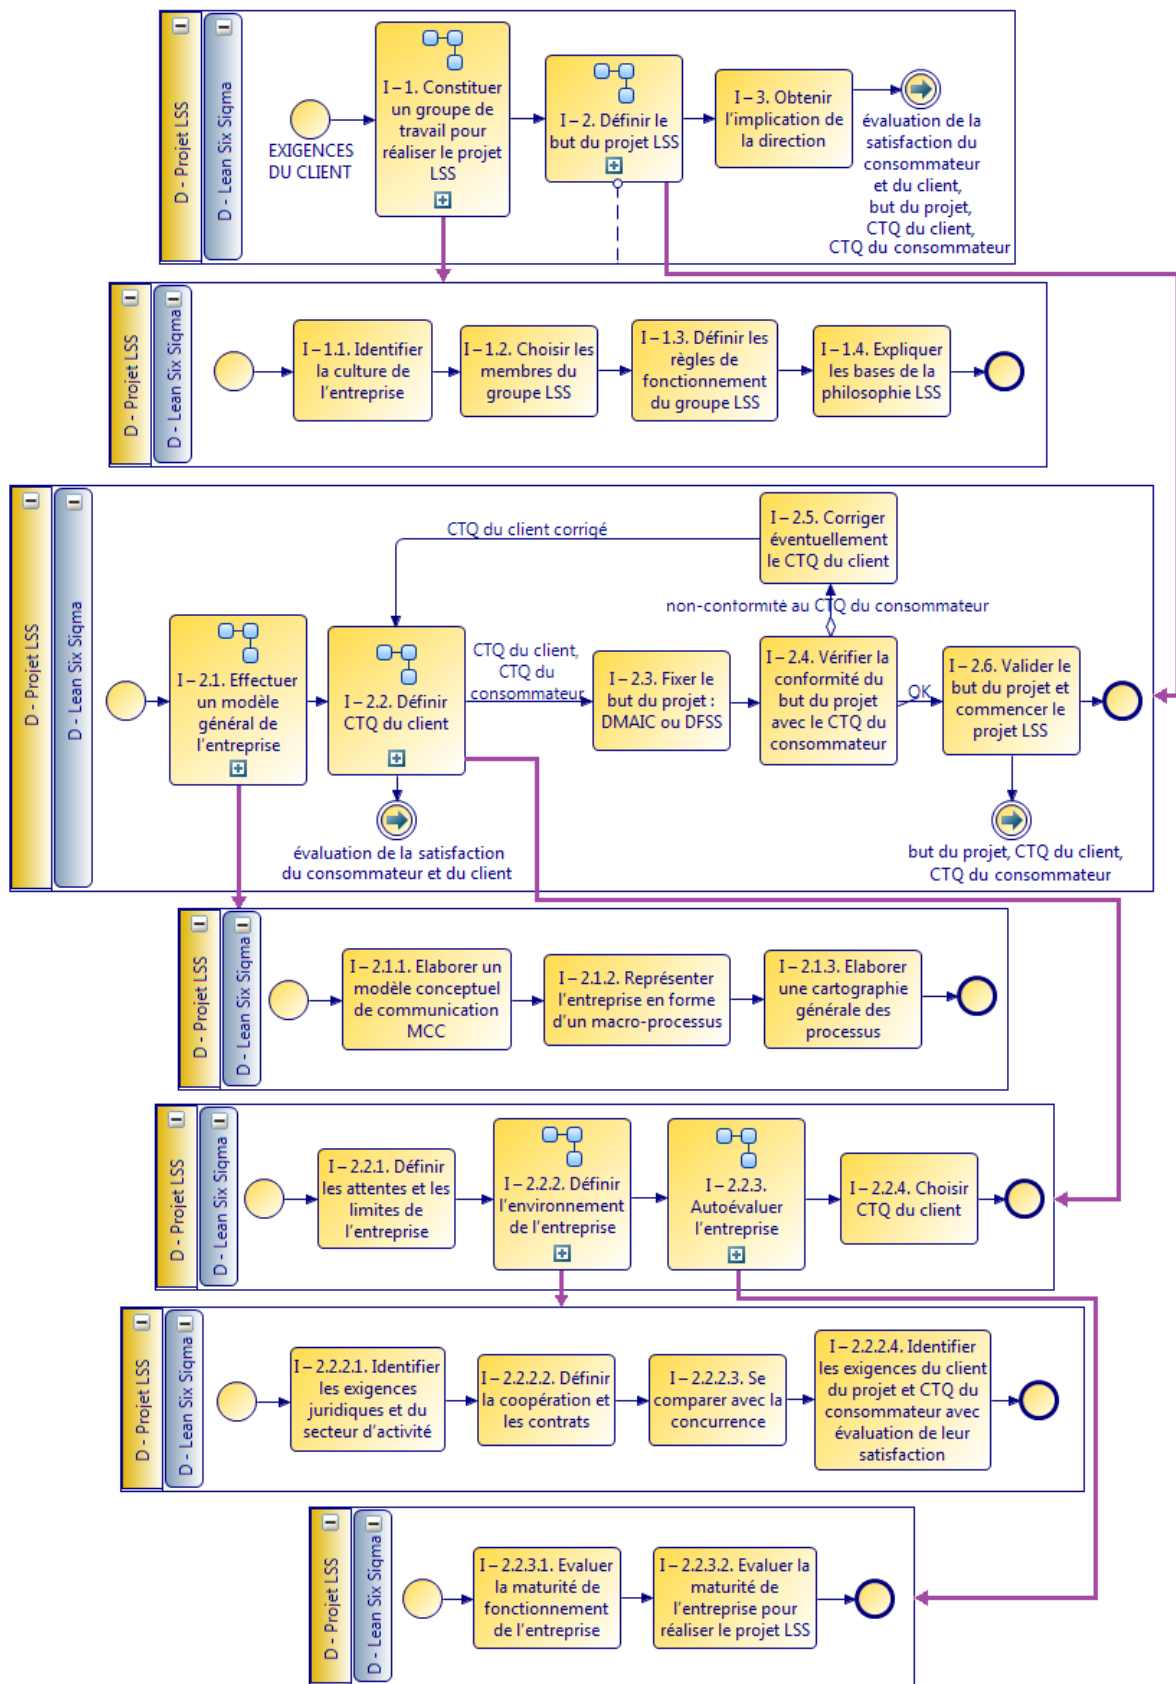 D - Projet LSS
D - Lean Six Sigma
EXIGENCES
DU CLIENT
I – 1. Constituer
un groupe de
travail pour
réaliser le projet
LSS
I – 2. Définir le
but du projet LSS
I – 3. Obtenir
l'implication de
la direction
évaluation de la
satisfaction du
consommateur
et du client,
but du projet,
CTQ du client,
CTQ du consommateur
D - Projet LSS
D - Lean Six Sigma
I – 1.1. Identifier
la culture de
l'entreprise
I – 1.2. Choisir les
membres du
groupe LSS
I – 1.3. Définir les
règles de
fonctionnement
du groupe LSS
I – 1.4. Expliquer
les bases de la
philosophie LSS
D - Projet LSS
D - Lean Six Sigma
CTQ du client corrigé
I – 2.5. Corriger
éventuellement
le CTQ du client
non-conformité au CTQ du consommateur
I – 2.1. Effectuer
un modèle
général de
l'entreprise
I – 2.2. Définir
CTQ du client
CTQ du client,
CTQ du
consommateur
I – 2.3. Fixer le
but du projet :
DMAIC ou DFSS
I – 2.4. Vérifier la
conformité du
but du projet
avec le CTQ du
consommateur
OK
I – 2.6. Valider le
but du projet et
commencer le
projet LSS
évaluation de la satisfaction
du consommateur et du client
but du projet, CTQ du client,
CTQ du consommateur
D - Projet LSS
D - Lean Six Sigma
I – 2.1.1. Elaborer un
modèle conceptuel
de communication
MCC
I – 2.1.2. Représenter
l'entreprise en forme
d'un macro-processus
I – 2.1.3. Elaborer
une cartographie
générale des
processus
D - Projet LSS
D - Lean Six Sigma
I – 2.2.1. Définir
les attentes et les
limites de
l'entreprise
I – 2.2.2. Définir
l'environnement
de l'entreprise
I – 2.2.3.
Autoévaluer
l'entreprise
I – 2.2.4. Choisir
CTQ du client
D - Projet LSS
D - Lean Six Sigma
I – 2.2.2.1. Identifier
les exigences
juridiques et du
secteur d'activité
I – 2.2.2.2. Définir
la coopération et
les contrats
I – 2.2.2.3. Se
comparer avec la
concurrence
I – 2.2.2.4. Identifier
les exigences du client
du projet et CTQ du
consommateur avec
évaluation de leur
satisfaction
D - Projet LSS
D - Lean Six Sigma
I – 2.2.3.1. Evaluer
la maturité de
fonctionnement
de l'entreprise
I – 2.2.3.2. Evaluer la
maturité de
l'entreprise pour
réaliser le projet LSS